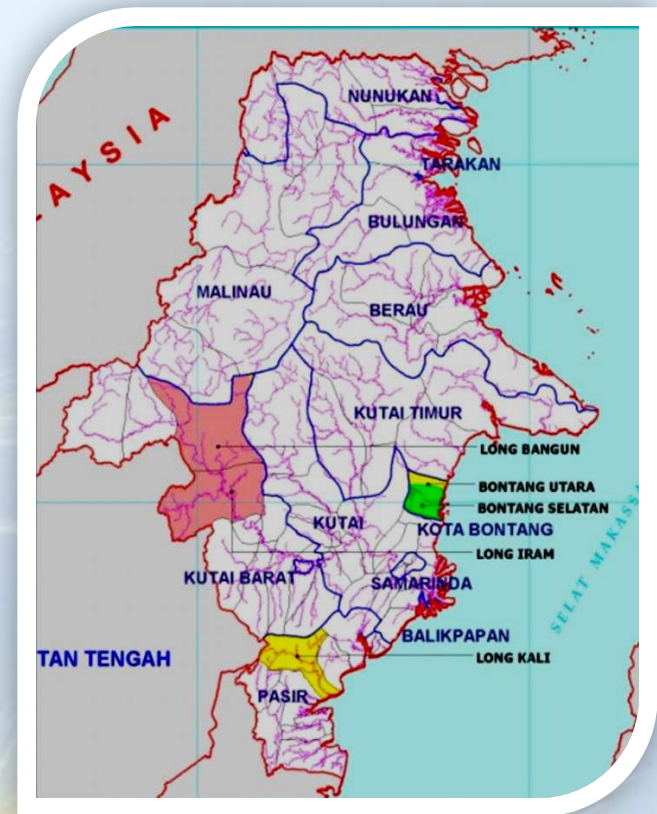 NUNUKAN
LAYSIA
TARAKAN
BULUNGAN
MALINAU
BERAU
KUTAI TIMUR
LONG BANGUN
BONTANG UTARA
BONTANG SELATAN
KUTAI
KOTA BONTANG
LONG IRAM
KUTAI BARAT
SAMARINDA
SELAT MAKASSA
BALIKPAPAN
TAN TENGAH
LONG KALI
PASIR